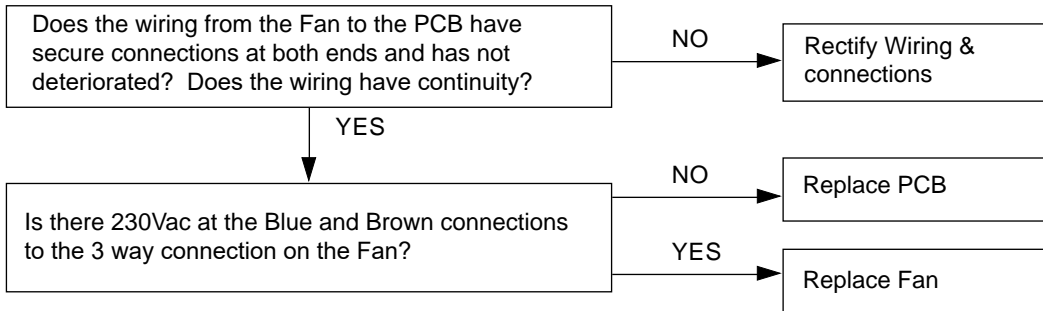 Does the wiring from the Fan to the PCB have
secure connections at both ends and has not
deteriorated?  Does the wiring have continuity?
NO
Rectify Wiring &
connections
YES
Is there 230Vac at the Blue and Brown connections
to the 3 way connection on the Fan?
NO
Replace PCB
YES
Replace Fan